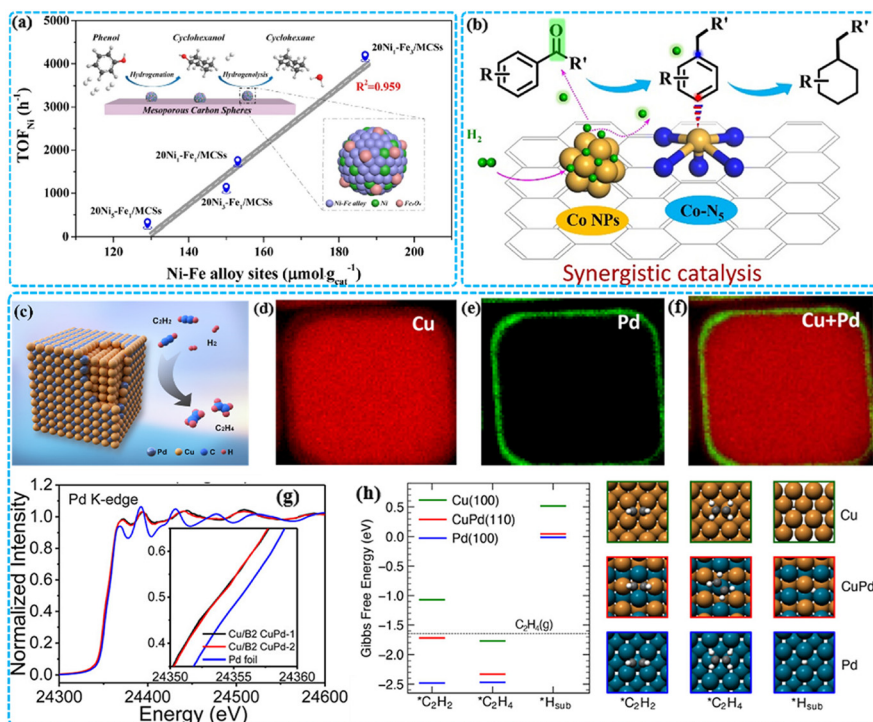 (a)
Phenol
Cyclohexanol
Cyclohexane
Hydrogenation
Hydrogenolysis
Mesoporous Carbon Spheres
20Ni₁-Fe₃/MCSs
R²=0.959
20Ni₁-Fe₁/MCSs
20Ni₃-Fe₁/MCSs
20Ni₅-Fe₁/MCSs
Ni-Fe alloy
Ni
TOF_Ni (h⁻¹)
5000
4000
3000
2000
1000
0
130
140
150
160
170
180
190
200
210
Ni-Fe alloy sites (μmol g_cat⁻¹)
(b)
O
R'
R
R'
R
R'
R
H₂
Co NPs
Co-N₅
Synergistic catalysis
(c)
C₂H₂
H₂
C₂H₄
Pd
Cu
C
H
(d)
Cu
(e)
Pd
(f)
Cu+Pd
(g)
Pd K-edge
Normalized Intensity
1.2
1.0
0.8
0.6
0.4
0.2
0.0
24300
24400
24500
24600
Energy (eV)
0.6
0.5
0.4
24350
24355
24360
Cu/B2 CuPd-1
Cu/B2 CuPd-2
Pd foil
(h)
Gibbs Free Energy (eV)
0.5
0.0
-0.5
-1.0
-1.5
-2.0
-2.5
Cu(100)
CuPd(110)
Pd(100)
C₂H₄(g)
*C₂H₂
*C₂H₄
*H_sub
Cu
CuPd
Pd
*C₂H₂
*C₂H₄
*H_sub